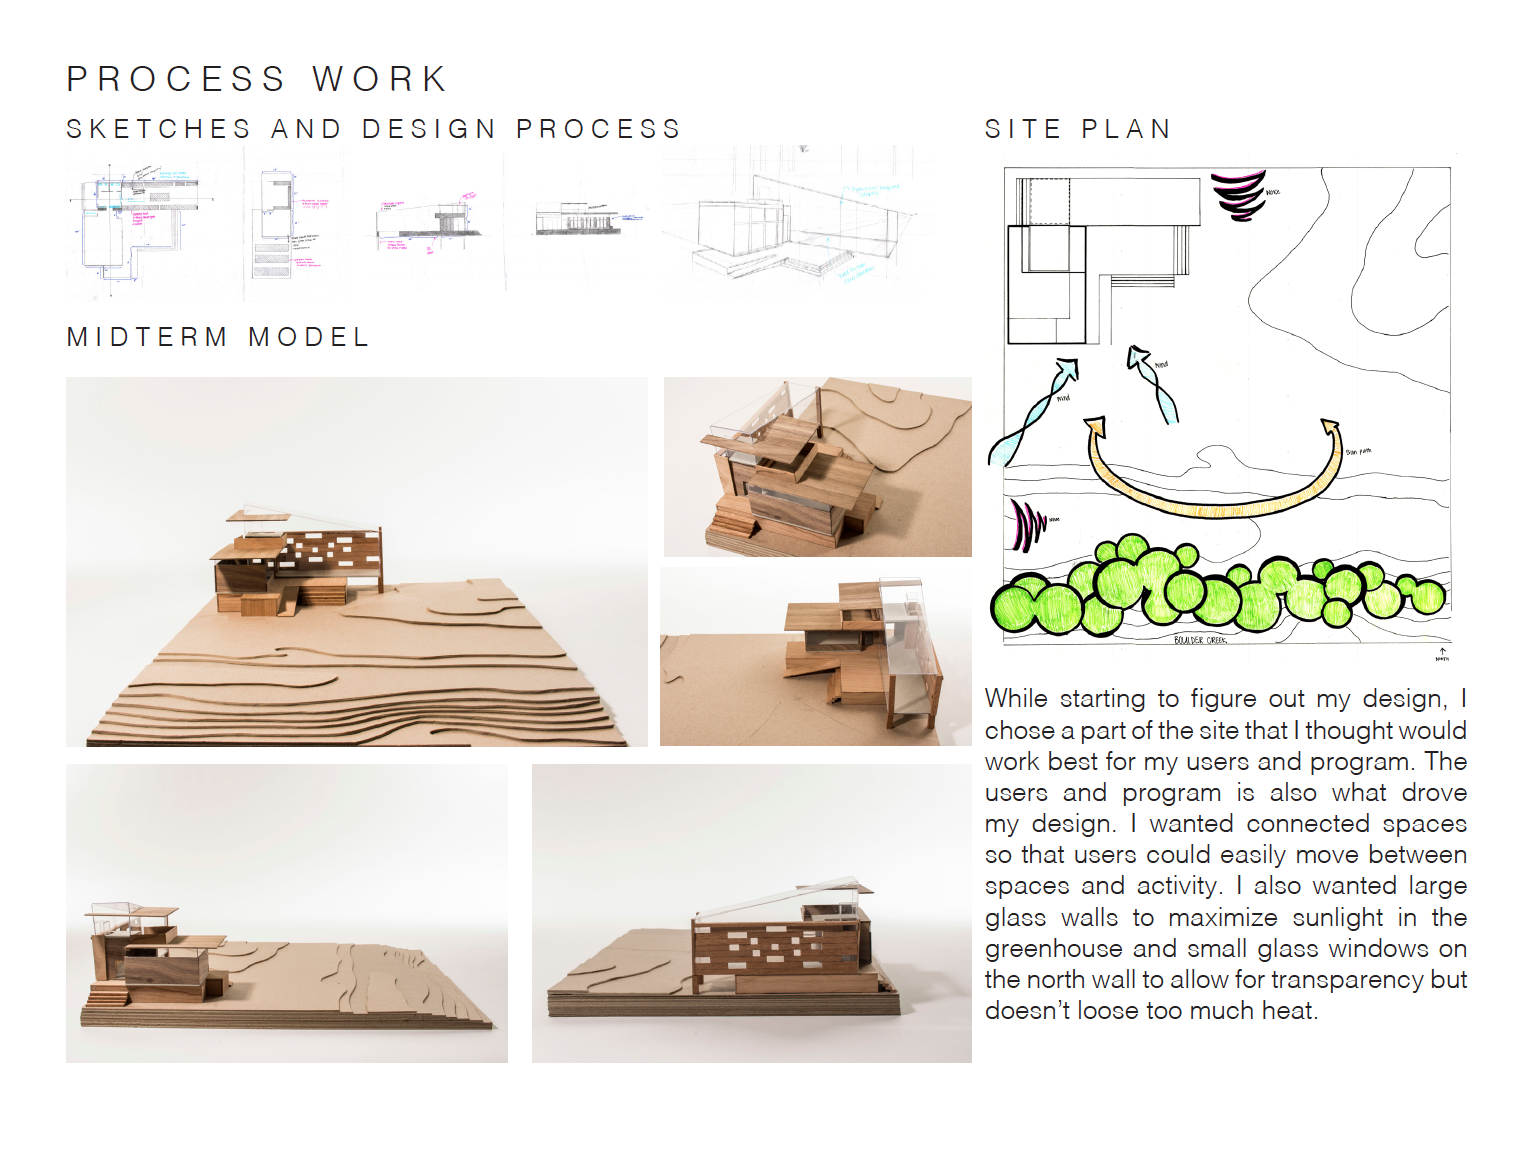 PROCESS WORK
SKETCHES AND DESIGN PROCESS
MIDTERM MODEL
SITE PLAN
Noise
Wind
Wind
Sun path
Noise
BOULDER CREEK
NORTH
While starting to figure out my design, I
chose a part of the site that I thought would
work best for my users and program. The
users and program is also what drove
my design. I wanted connected spaces
so that users could easily move between
spaces and activity. I also wanted large
glass walls to maximize sunlight in the
greenhouse and small glass windows on
the north wall to allow for transparency but
doesn't loose too much heat.